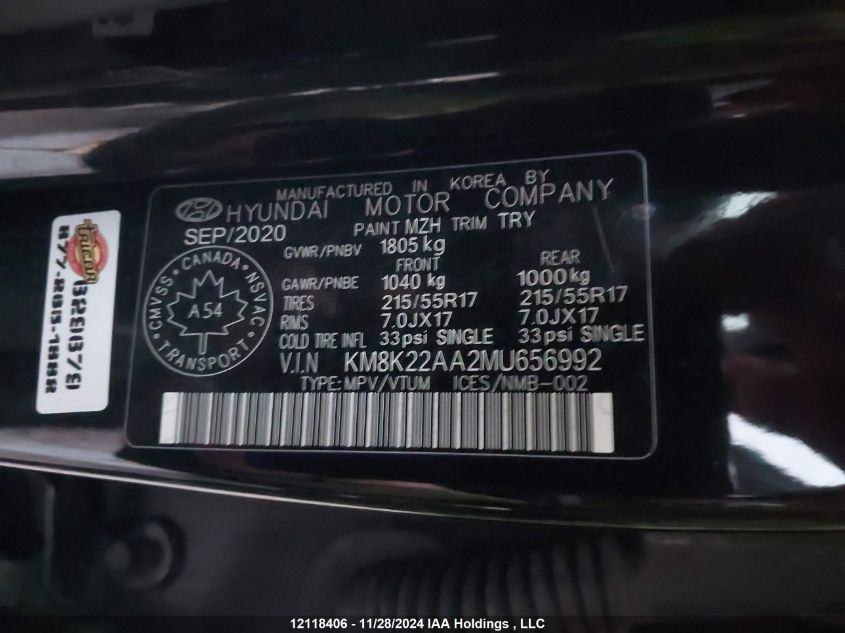 MANUFACTURED IN KOREA BY
HYUNDAI MOTOR COMPANY
SEP/2020 PAINT MZH TRIM TRY
GVWR/PNBV 1805 kg
FRONT REAR
GAWR/PNBE 1040 kg 1000kg
TIRES 215/55R17 215/55R17
RIMS 7.0JX17 7.0JX17
COLD TIRE INFL 33psi SINGLE 33psi SINGLE
V.I.N KM8K22AA2MU656992
TYPE:MPV/VTUM ICES/NMB-002
CMVSS CANADA NSVAC
A54
TRANSPORT
12118406 - 11/28/2024 IAA Holdings , LLC